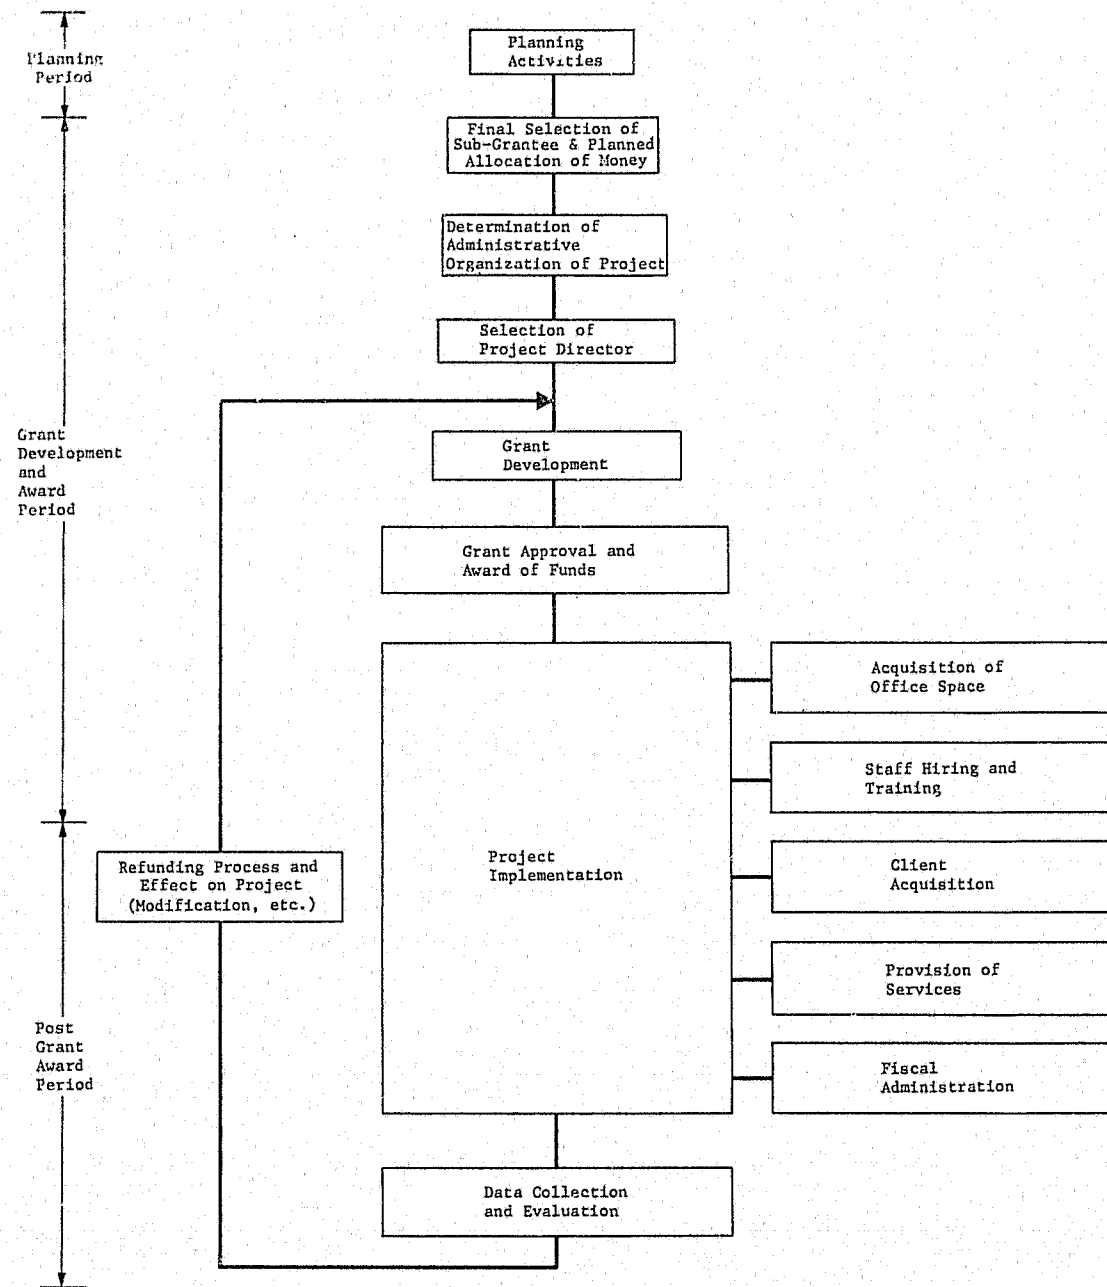 Planning
Period
Planning
Activities
Final Selection of
Sub-Grantee & Planned
Allocation of Money
Determination of
Administrative
Organization of Project
Selection of
Project Director
Grant
Development
and
Award
Period
Grant
Development
Grant Approval and
Award of Funds
Project
Implementation
Acquisition of
Office Space
Staff Hiring and
Training
Client
Acquisition
Provision of
Services
Fiscal
Administration
Refunding Process and
Effect on Project
(Modification, etc.)
Post
Grant
Award
Period
Data Collection
and Evaluation